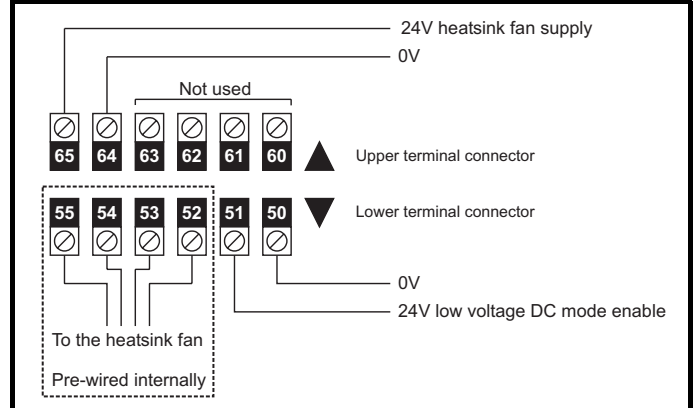 24V heatsink fan supply
0V
Not used
65 64 63 62 61 60
Upper terminal connector
55 54 53 52 51 50
Lower terminal connector
0V
24V low voltage DC mode enable
To the heatsink fan
Pre-wired internally